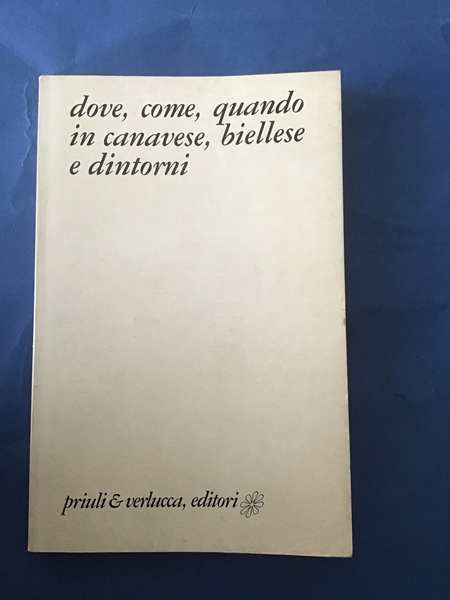 dove, come, quando
in canavese, biellese
e dintorni
priuli & verlucca, editori